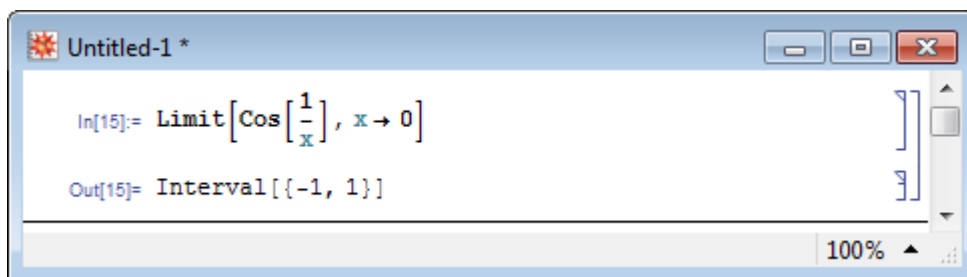 Untitled-1 *
In[15]:= Limit[Cos[1/x], x → 0]
Out[15]= Interval[{-1, 1}]
100%